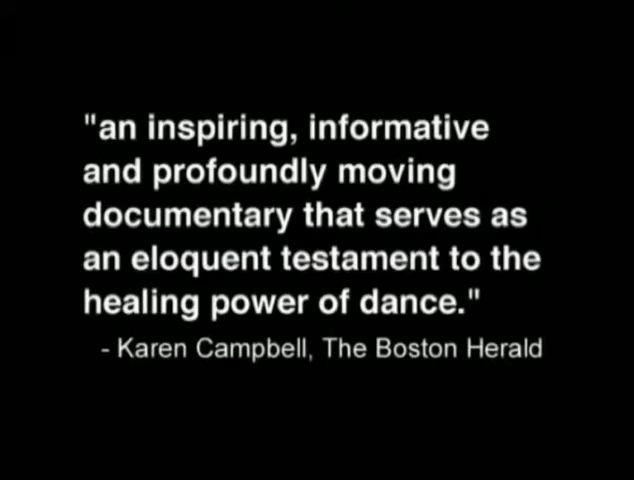 "an inspiring, informative
and profoundly moving
documentary that serves as
an eloquent testament to the
healing power of dance."
- Karen Campbell, The Boston Herald